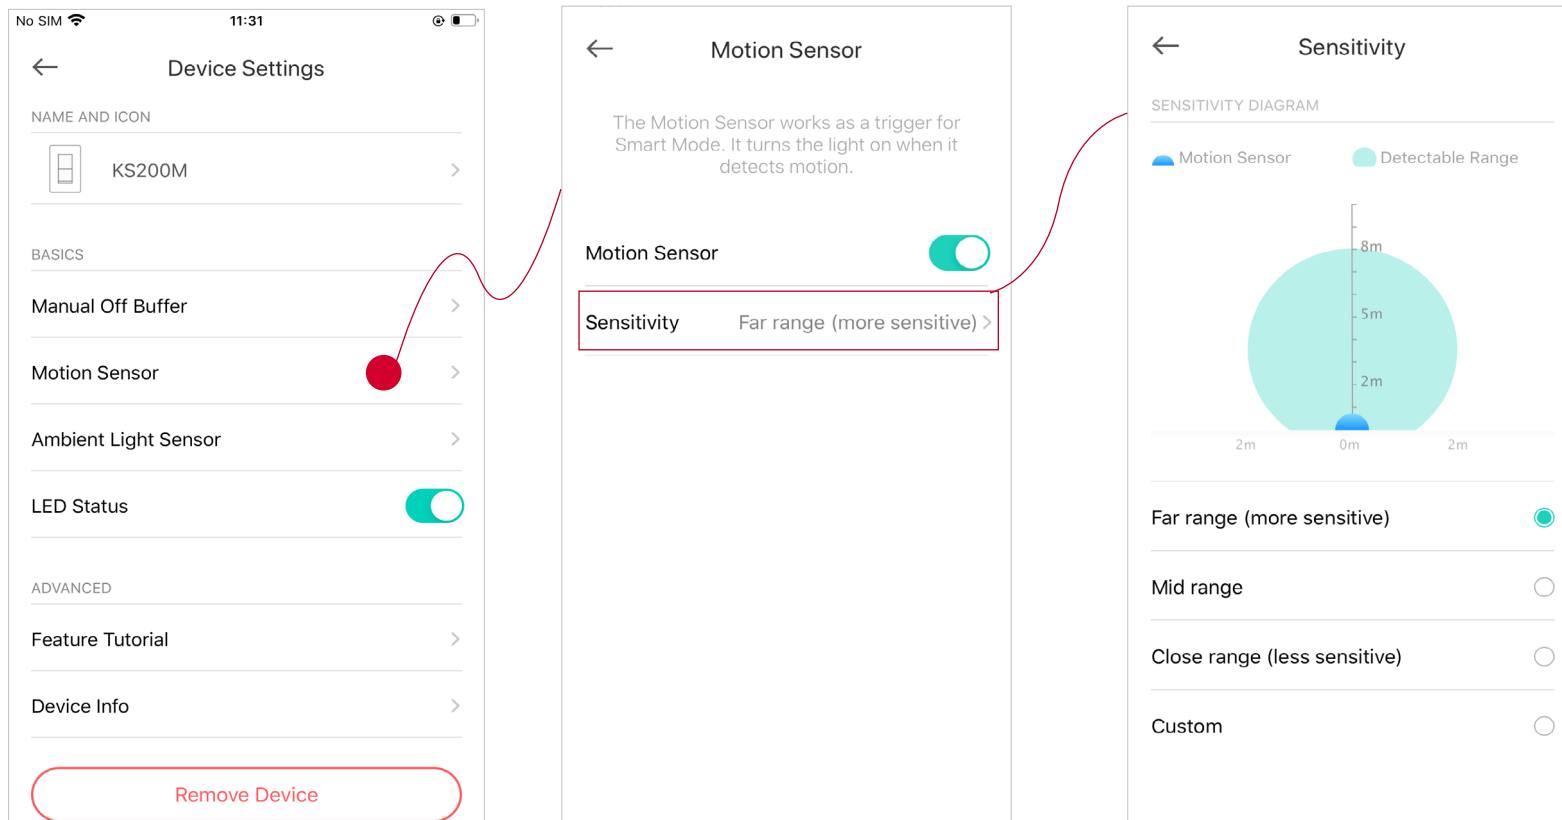 No SIM
11:31
Device Settings
NAME AND ICON
KS200M
BASICS
Manual Off Buffer
Motion Sensor
Ambient Light Sensor
LED Status
ADVANCED
Feature Tutorial
Device Info
Remove Device
Motion Sensor
The Motion Sensor works as a trigger for
Smart Mode. It turns the light on when it
detects motion.
Motion Sensor
Sensitivity Far range (more sensitive)
Sensitivity
SENSITIVITY DIAGRAM
Motion Sensor Detectable Range
8m
5m
2m
2m 0m 2m
Far range (more sensitive)
Mid range
Close range (less sensitive)
Custom